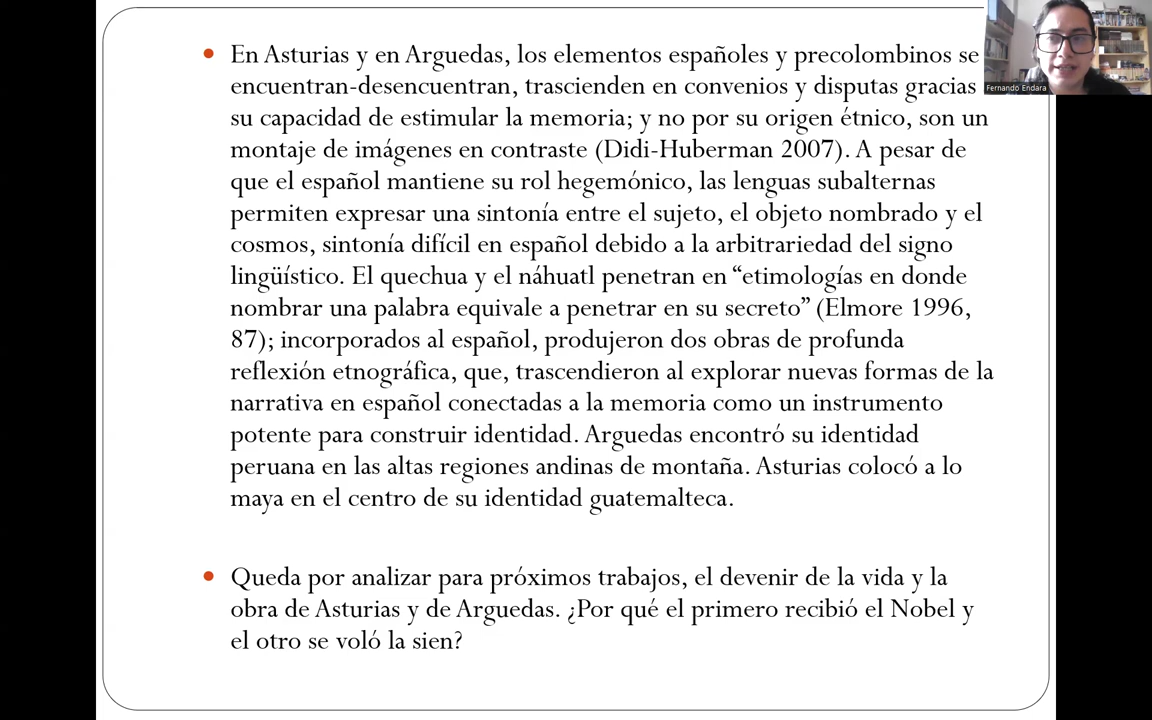 En Asturias y en Arguedas, los elementos españoles y precolombinos se
encuentran-desencuentran, trascienden en convenios y disputas gracias
su capacidad de estimular la memoria; y no por su origen étnico, son un
montaje de imágenes en contraste (Didi-Huberman 2007). A pesar de
que el español mantiene su rol hegemónico, las lenguas subalternas
permiten expresar una sintonía entre el sujeto, el objeto nombrado y el
cosmos, sintonía difícil en español debido a la arbitrariedad del signo
lingüístico. El quechua y el náhuatl penetran en “etimologías en donde
nombrar una palabra equivale a penetrar en su secreto” (Elmore 1996,
87); incorporados al español, produjeron dos obras de profunda
reflexión etnográfica, que, trascendieron al explorar nuevas formas de la
narrativa en español conectadas a la memoria como un instrumento
potente para construir identidad. Arguedas encontró su identidad
peruana en las altas regiones andinas de montaña. Asturias colocó a lo
maya en el centro de su identidad guatemalteca.
Queda por analizar para próximos trabajos, el devenir de la vida y la
obra de Asturias y de Arguedas. ¿Por qué el primero recibió el Nobel y
el otro se voló la sien?
Fernando Endara